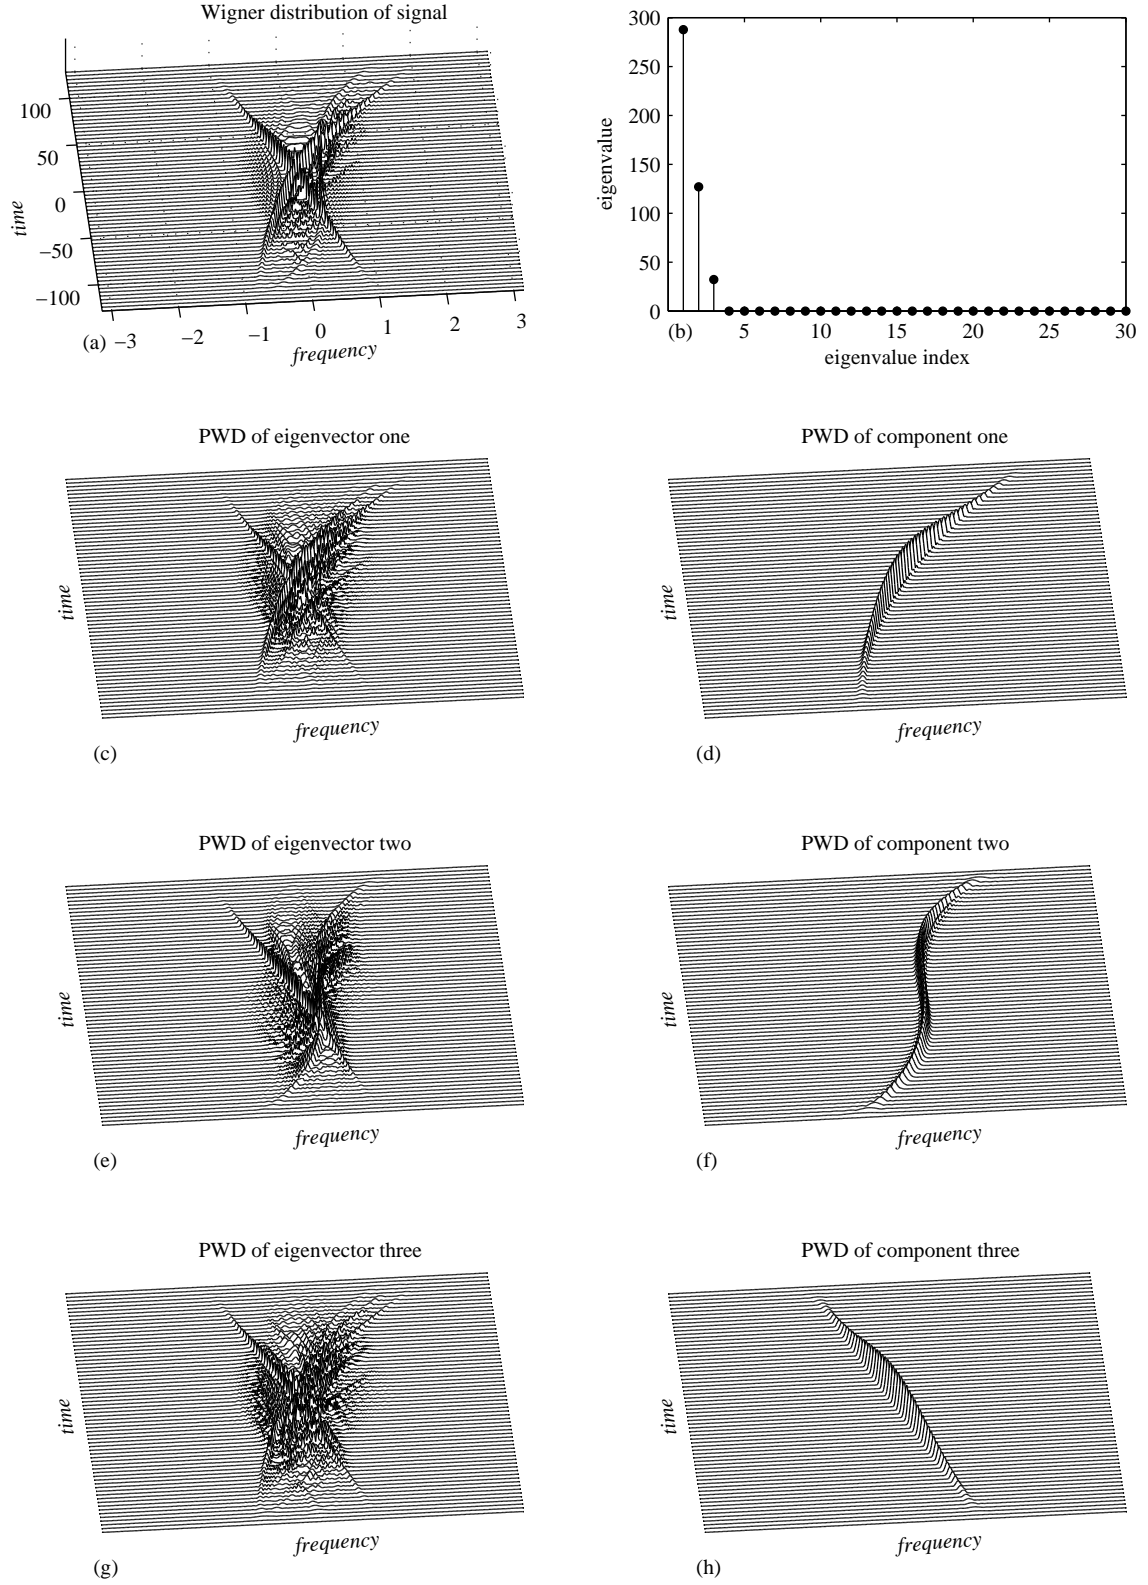 Wigner distribution of signal
100
50
0
−50
−100
time
−3
−2
−1
0
1
2
3
frequency
(a)
300
250
200
150
100
50
0
eigenvalue
5
10
15
20
25
30
eigenvalue index
(b)
PWD of eigenvector one
time
frequency
(c)
PWD of component one
time
frequency
(d)
PWD of eigenvector two
time
frequency
(e)
PWD of component two
time
frequency
(f)
PWD of eigenvector three
time
frequency
(g)
PWD of component three
time
frequency
(h)